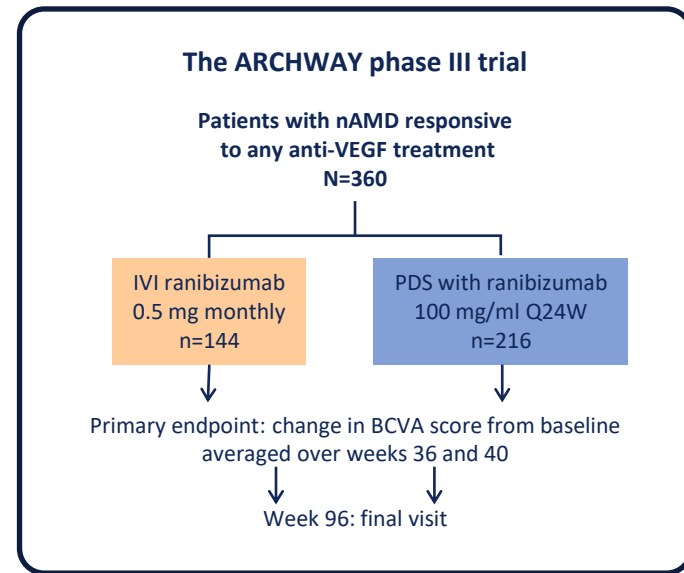 The ARCHWAY phase III trial
Patients with nAMD responsive
to any anti-VEGF treatment
N=360
IVI ranibizumab
0.5 mg monthly
n=144
PDS with ranibizumab
100 mg/ml Q24W
n=216
Primary endpoint: change in BCVA score from baseline
averaged over weeks 36 and 40
Week 96: final visit